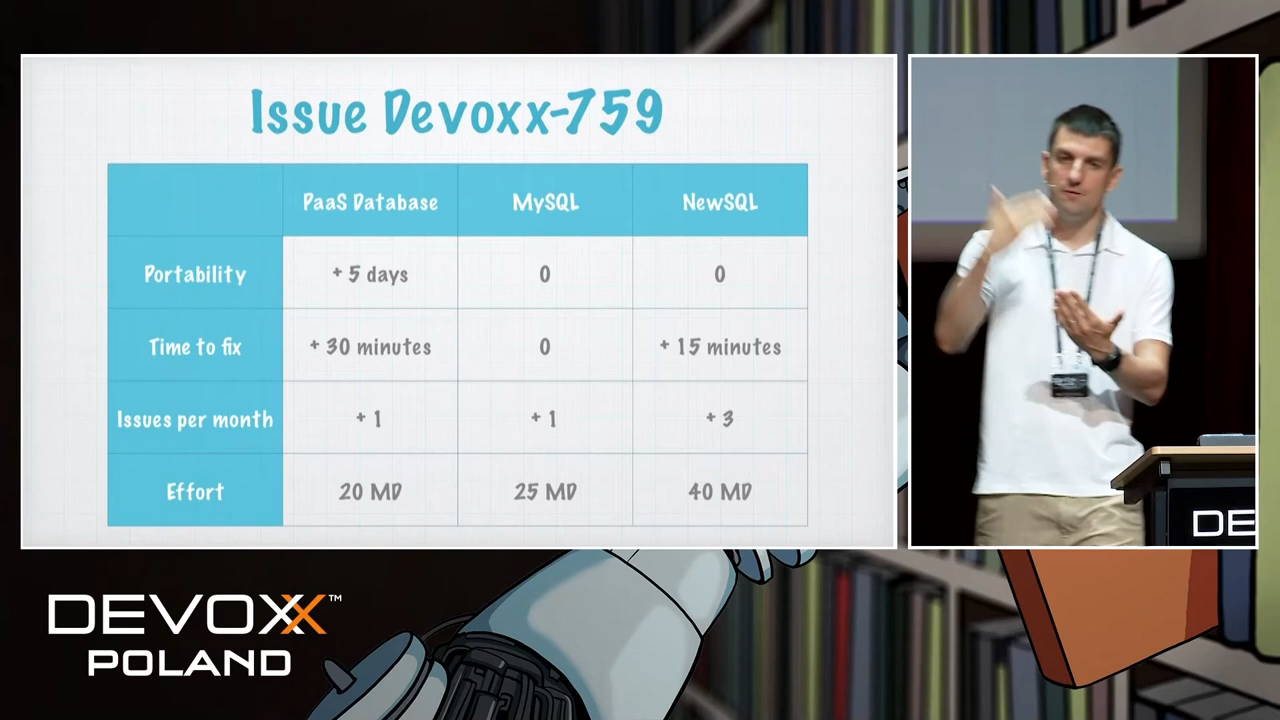 Issue Devoxx-759
PaaS Database MySQL NewSQL
Portability + 5 days 0 0
Time to fix + 30 minutes 0 + 15 minutes
Issues per month + 1 + 1 + 3
Effort 20 MD 25 MD 40 MD
DE
DEVOXX™
POLAND